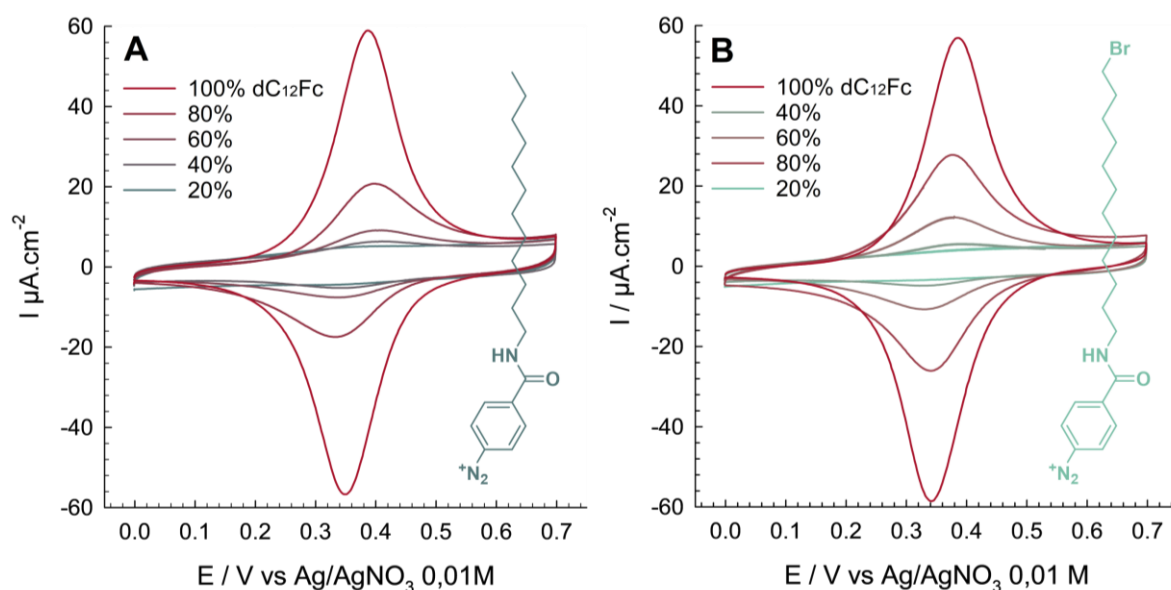 A
100% dC₁₂Fc
80%
60%
40%
20%
60
40
20
0
-20
-40
-60
I µA.cm⁻²
0.0 0.1 0.2 0.3 0.4 0.5 0.6 0.7
E / V vs Ag/AgNO₃ 0,01M
HN
O
⁺N₂
B
100% dC₁₂Fc
40%
60%
80%
20%
60
40
20
0
-20
-40
-60
I / µA.cm⁻²
0.0 0.1 0.2 0.3 0.4 0.5 0.6 0.7
E / V vs Ag/AgNO₃ 0,01 M
Br
HN
O
⁺N₂